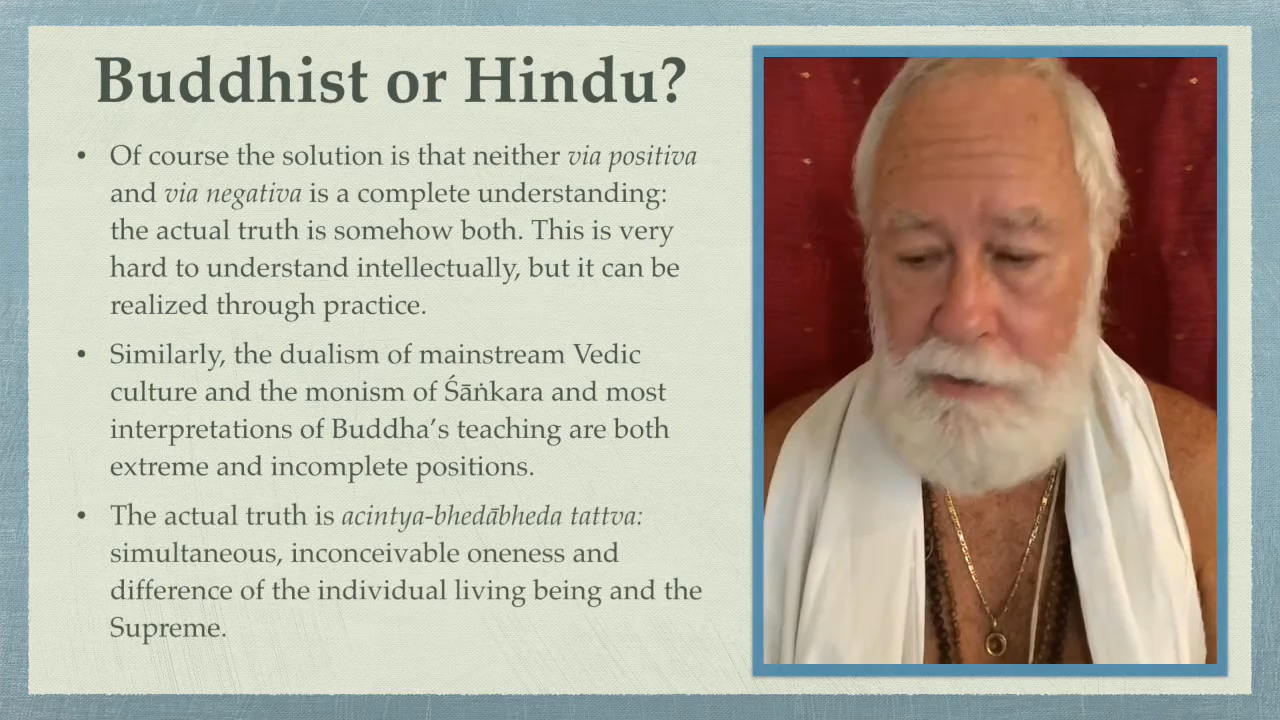 Buddhist or Hindu?
• Of course the solution is that neither via positiva
and via negativa is a complete understanding:
the actual truth is somehow both. This is very
hard to understand intellectually, but it can be
realized through practice.
• Similarly, the dualism of mainstream Vedic
culture and the monism of Śāṅkara and most
interpretations of Buddha’s teaching are both
extreme and incomplete positions.
• The actual truth is acintya-bhedābheda tattva:
simultaneous, inconceivable oneness and
difference of the individual living being and the
Supreme.